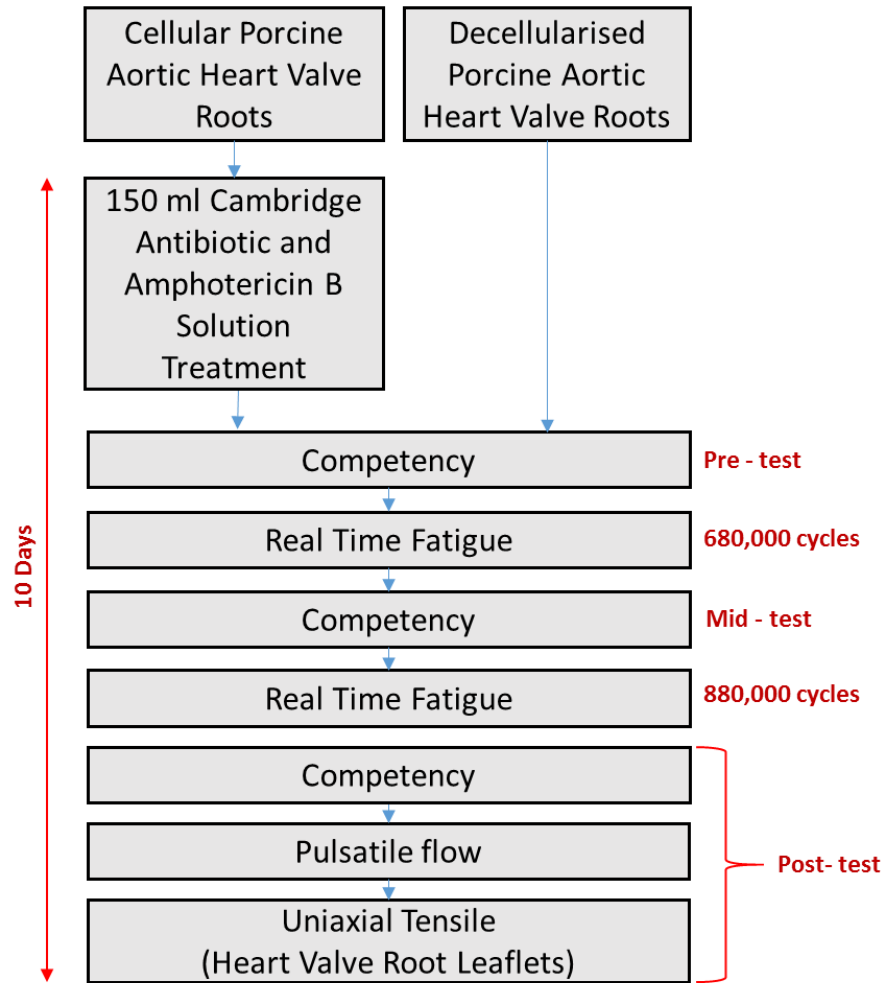 Cellular Porcine
Aortic Heart Valve
Roots
Decellularised
Porcine Aortic
Heart Valve Roots
150 ml Cambridge
Antibiotic and
Amphotericin B
Solution
Treatment
10 Days
Competency
Pre - test
Real Time Fatigue
680,000 cycles
Competency
Mid - test
Real Time Fatigue
880,000 cycles
Competency
Pulsatile flow
Post- test
Uniaxial Tensile
(Heart Valve Root Leaflets)